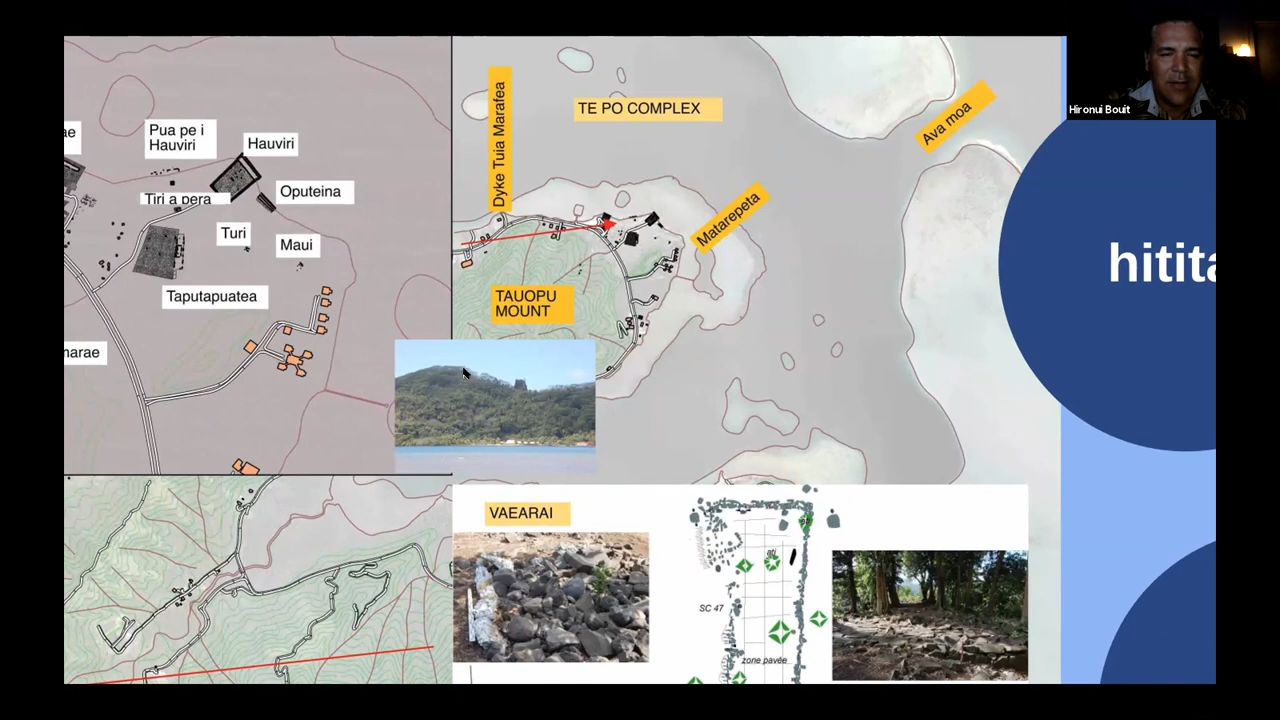 Hironui Bouit
ae
Pua pe i
Hauviri
Hauviri
Tiri a pera
Oputeina
Turi
Maui
Taputapuatea
narae
Dyke Tuia Marafea
TE PO COMPLEX
Ava moa
Matarepeta
TAUOPU
MOUNT
hitita
VAEARAI
SC 47
zone pavée